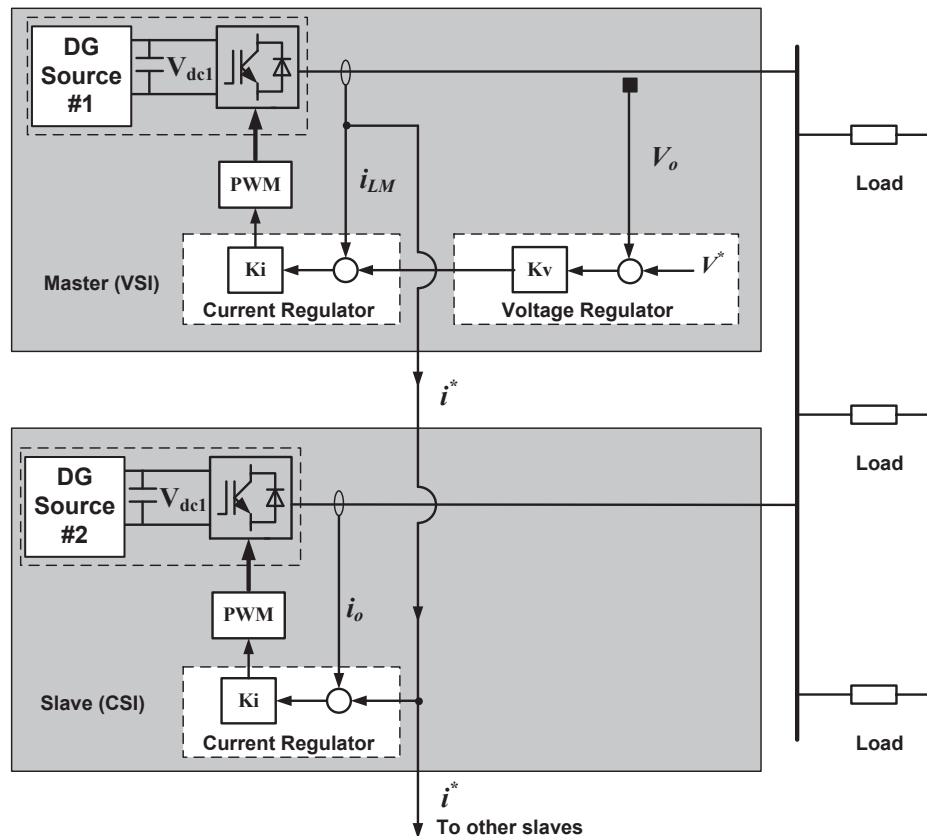 DG
Source
#1
V_dc1
PWM
i_LM
V_o
Load
Ki
Kv
V^*
Master (VSI)
Current Regulator
Voltage Regulator
i^*
Load
DG
Source
#2
V_dc1
PWM
i_o
Slave (CSI)
Ki
Current Regulator
Load
i^*
To other slaves